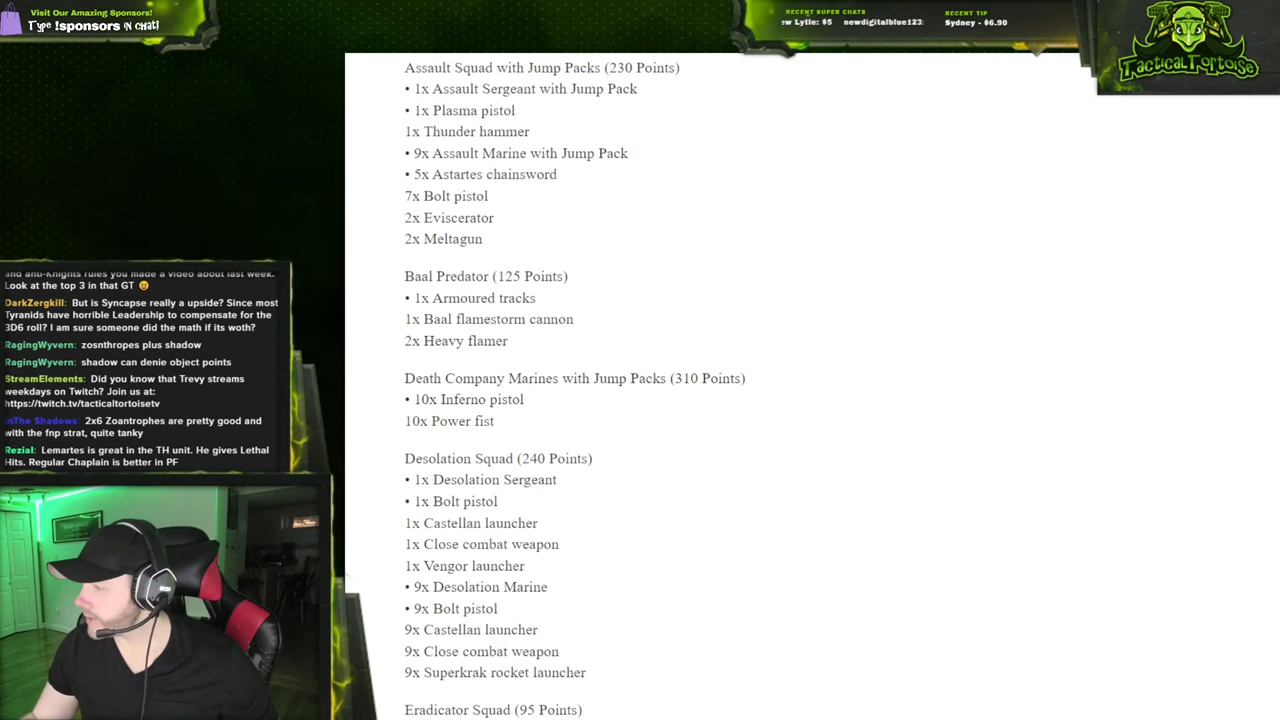 Visit Our Amazing Sponsors!
Type !sponsors in chat!
RECENT SUPER CHATS
ew Lytle: $5 newdigitalblue123:
RECENT TIP
Sydney - $6.90
TacticalTortoise
Assault Squad with Jump Packs (230 Points)
• 1x Assault Sergeant with Jump Pack
• 1x Plasma pistol
1x Thunder hammer
• 9x Assault Marine with Jump Pack
• 5x Astartes chainsword
7x Bolt pistol
2x Eviscerator
2x Meltagun
Baal Predator (125 Points)
• 1x Armoured tracks
1x Baal flamestorm cannon
2x Heavy flamer
Death Company Marines with Jump Packs (310 Points)
• 10x Inferno pistol
10x Power fist
Desolation Squad (240 Points)
• 1x Desolation Sergeant
• 1x Bolt pistol
1x Castellan launcher
1x Close combat weapon
1x Vengor launcher
• 9x Desolation Marine
• 9x Bolt pistol
9x Castellan launcher
9x Close combat weapon
9x Superkrak rocket launcher
Eradicator Squad (95 Points)
and anti-Knights rules you made a video about last week.
Look at the top 3 in that GT
DarkZergkill: But is Syncapse really a upside? Since most
Tyranids have horrible Leadership to compensate for the
3D6 roll? I am sure someone did the math if its woth?
RagingWyvern: zosnthropes plus shadow
RagingWyvern: shadow can denie object points
StreamElements: Did you know that Trevy streams
weekdays on Twitch? Join us at:
https://twitch.tv/tacticaltortoisetv
InThe Shadows: 2x6 Zoantrophes are pretty good and
with the fnp strat, quite tanky
Rezial: Lemartes is great in the TH unit. He gives Lethal
Hits. Regular Chaplain is better in PF